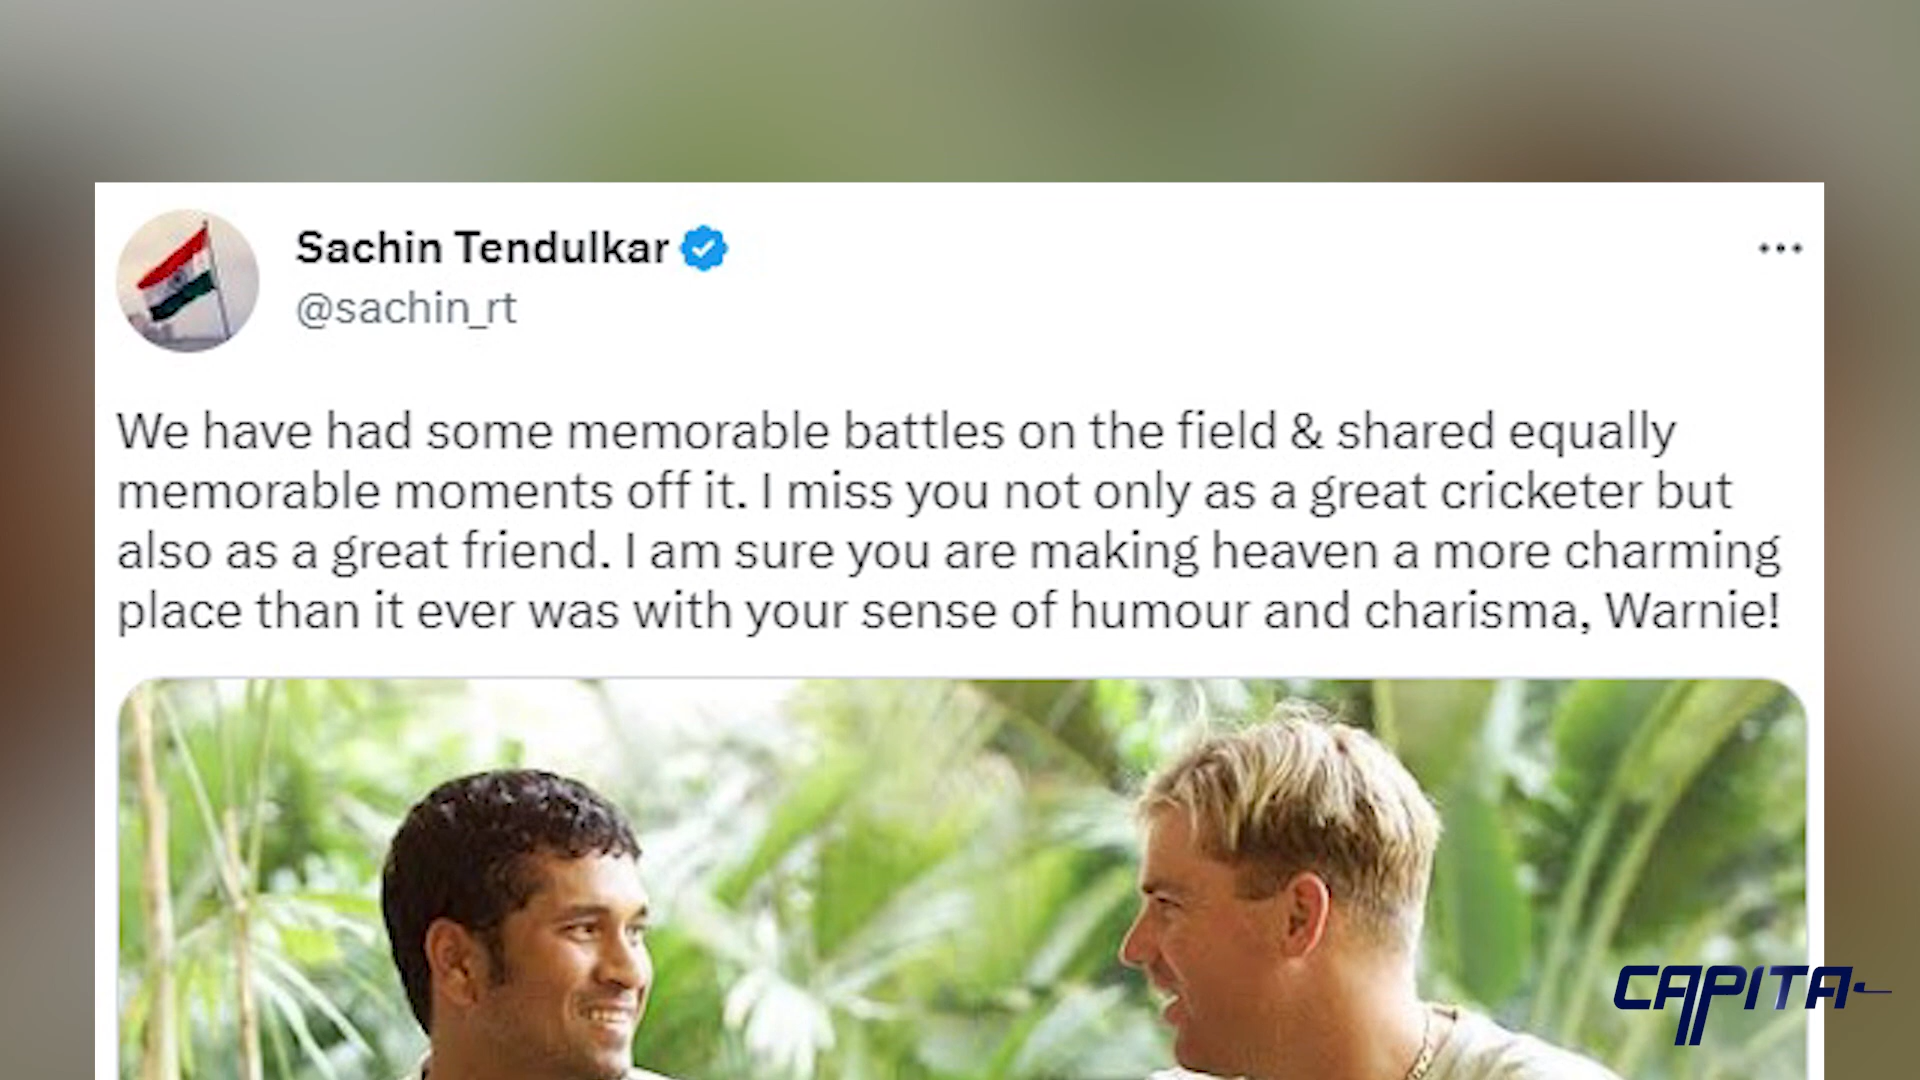 Sachin Tendulkar
@sachin_rt
We have had some memorable battles on the field & shared equally
memorable moments off it. I miss you not only as a great cricketer but
also as a great friend. I am sure you are making heaven a more charming
place than it ever was with your sense of humour and charisma, Warnie!
CAPITAL